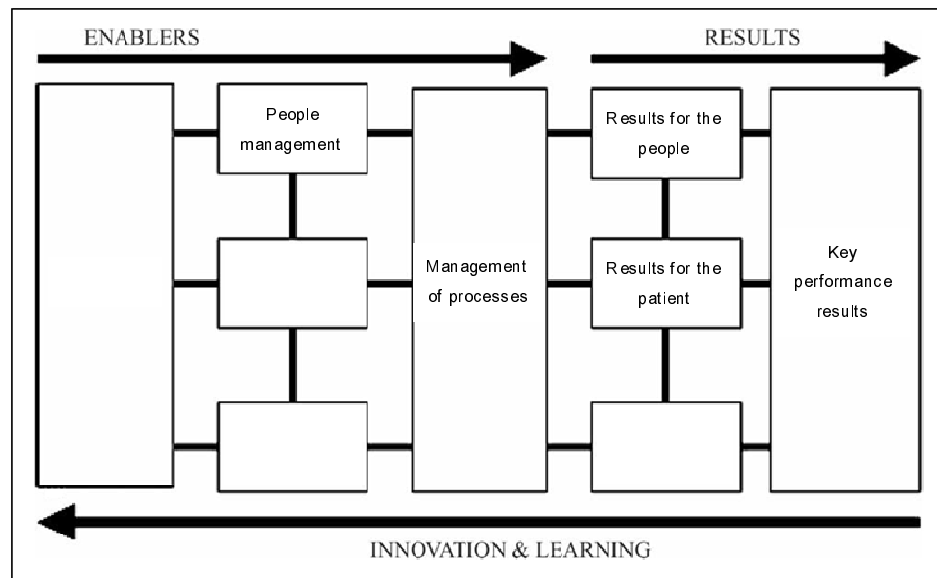 ENABLERS
RESULTS
People
management
Results for the
people
Management
of processes
Results for the
patient
Key
performance
results
INNOVATION & LEARNING